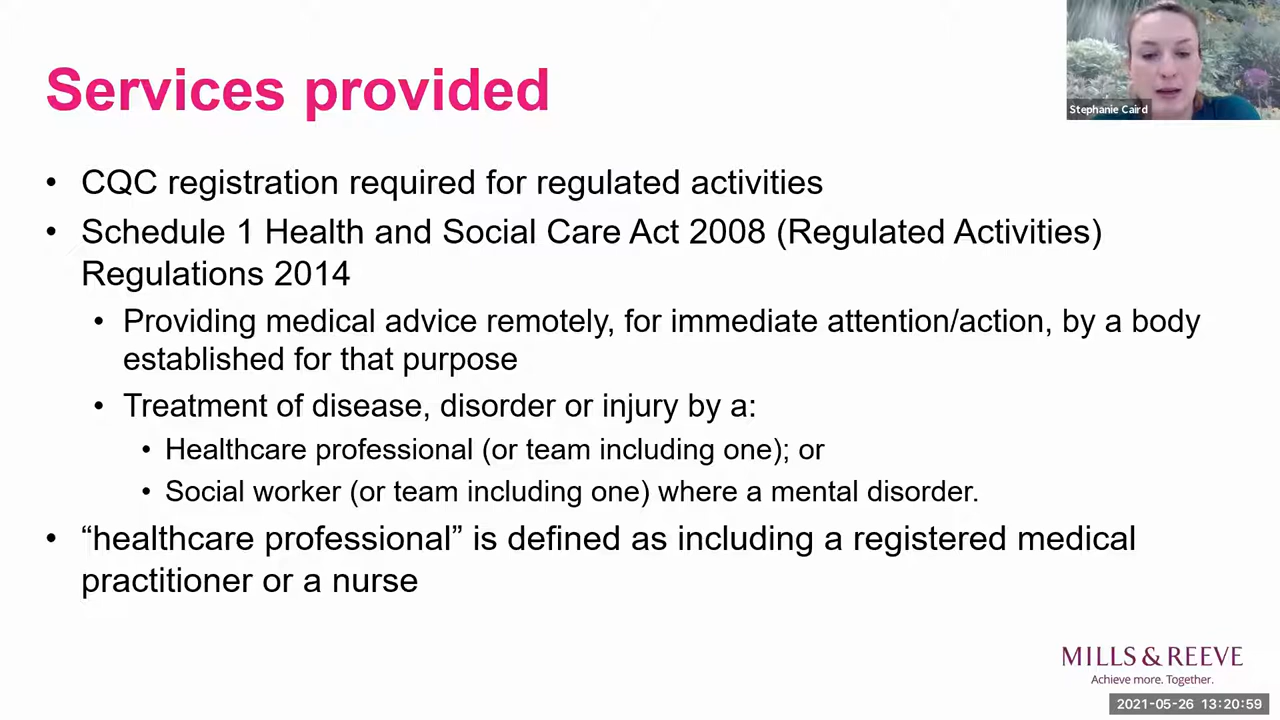 Services provided
Stephanie Caird
• CQC registration required for regulated activities
• Schedule 1 Health and Social Care Act 2008 (Regulated Activities)
Regulations 2014
• Providing medical advice remotely, for immediate attention/action, by a body
established for that purpose
• Treatment of disease, disorder or injury by a:
• Healthcare professional (or team including one); or
• Social worker (or team including one) where a mental disorder.
• “healthcare professional” is defined as including a registered medical
practitioner or a nurse
MILLS & REEVE
Achieve more. Together.
2021-05-26 13:20:59